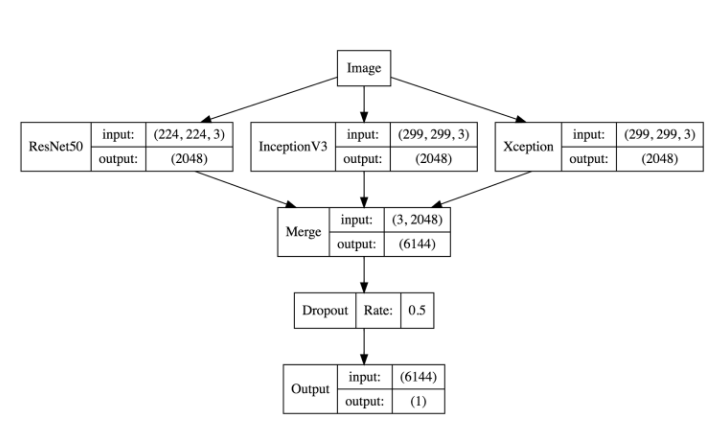 Image
ResNet50 input: (224, 224, 3)
output: (2048)
InceptionV3 input: (299, 299, 3)
output: (2048)
Xception input: (299, 299, 3)
output: (2048)
Merge input: (3, 2048)
output: (6144)
Dropout Rate: 0.5
Output input: (6144)
output: (1)